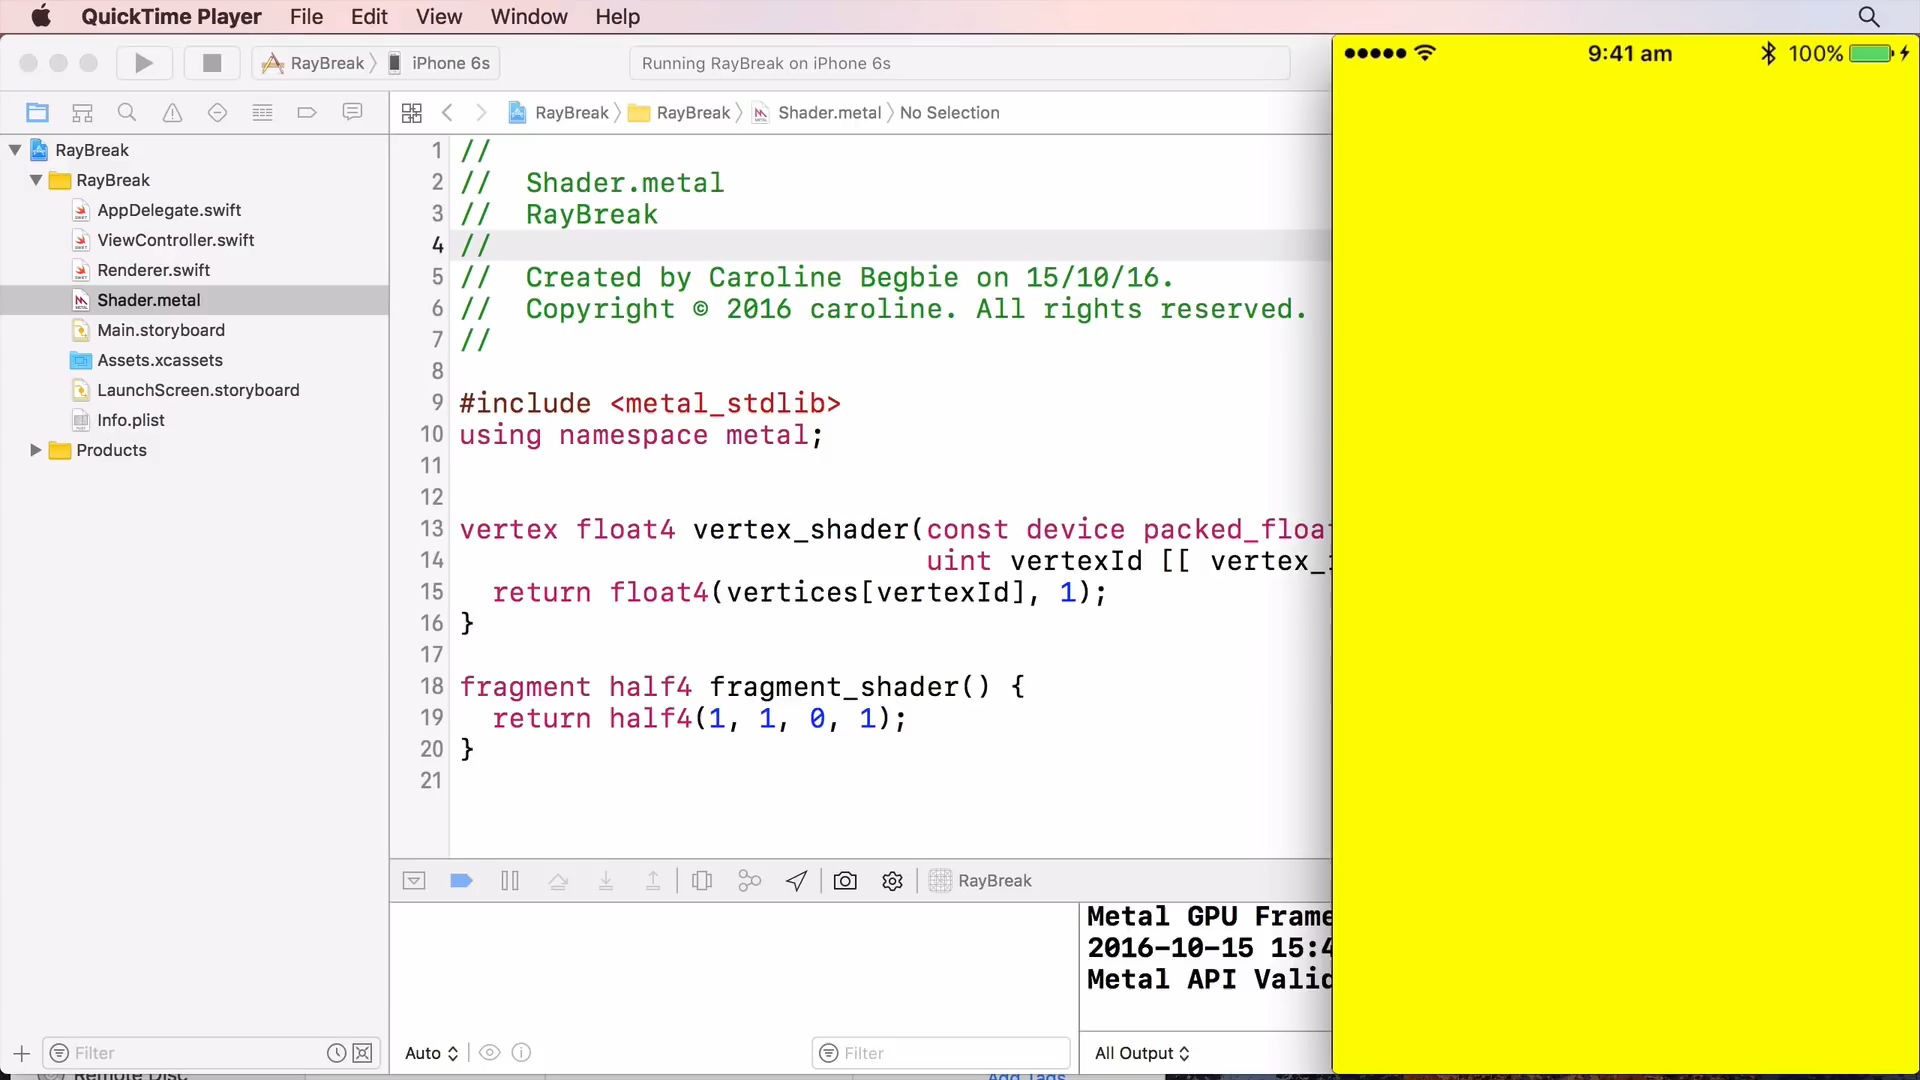 QuickTime Player File Edit View Window Help
RayBreak iPhone 6s
Running RayBreak on iPhone 6s
9:41 am 100%
RayBreak RayBreak Shader.metal No Selection
RayBreak
RayBreak
AppDelegate.swift
ViewController.swift
Renderer.swift
Shader.metal
Main.storyboard
Assets.xcassets
LaunchScreen.storyboard
Info.plist
Products
1 //
2 //  Shader.metal
3 //  RayBreak
4 //
5 //  Created by Caroline Begbie on 15/10/16.
6 //  Copyright © 2016 caroline. All rights reserved.
7 //
8
9 #include <metal_stdlib>
10 using namespace metal;
11
12
13 vertex float4 vertex_shader(const device packed_float
14 uint vertexId [[ vertex_
15   return float4(vertices[vertexId], 1);
16 }
17
18 fragment half4 fragment_shader() {
19   return half4(1, 1, 0, 1);
20 }
21
RayBreak
Metal GPU Frame
2016-10-15 15:4
Metal API Valid
Filter
Auto
Filter
All Output
Remote Disc
Add Tags